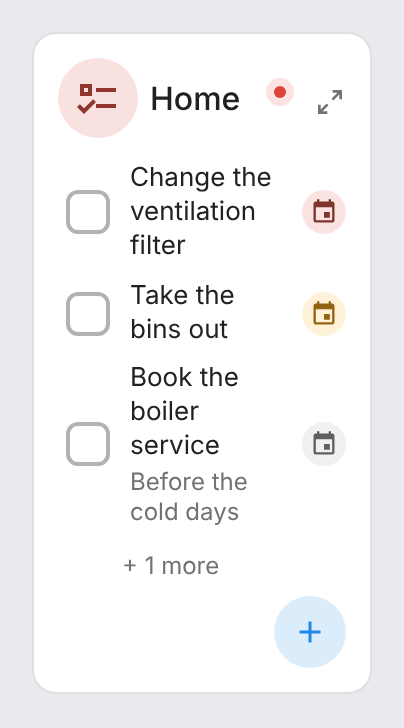 Home
Change the
ventilation
filter
Take the
bins out
Book the
boiler
service
Before the
cold days
+ 1 more